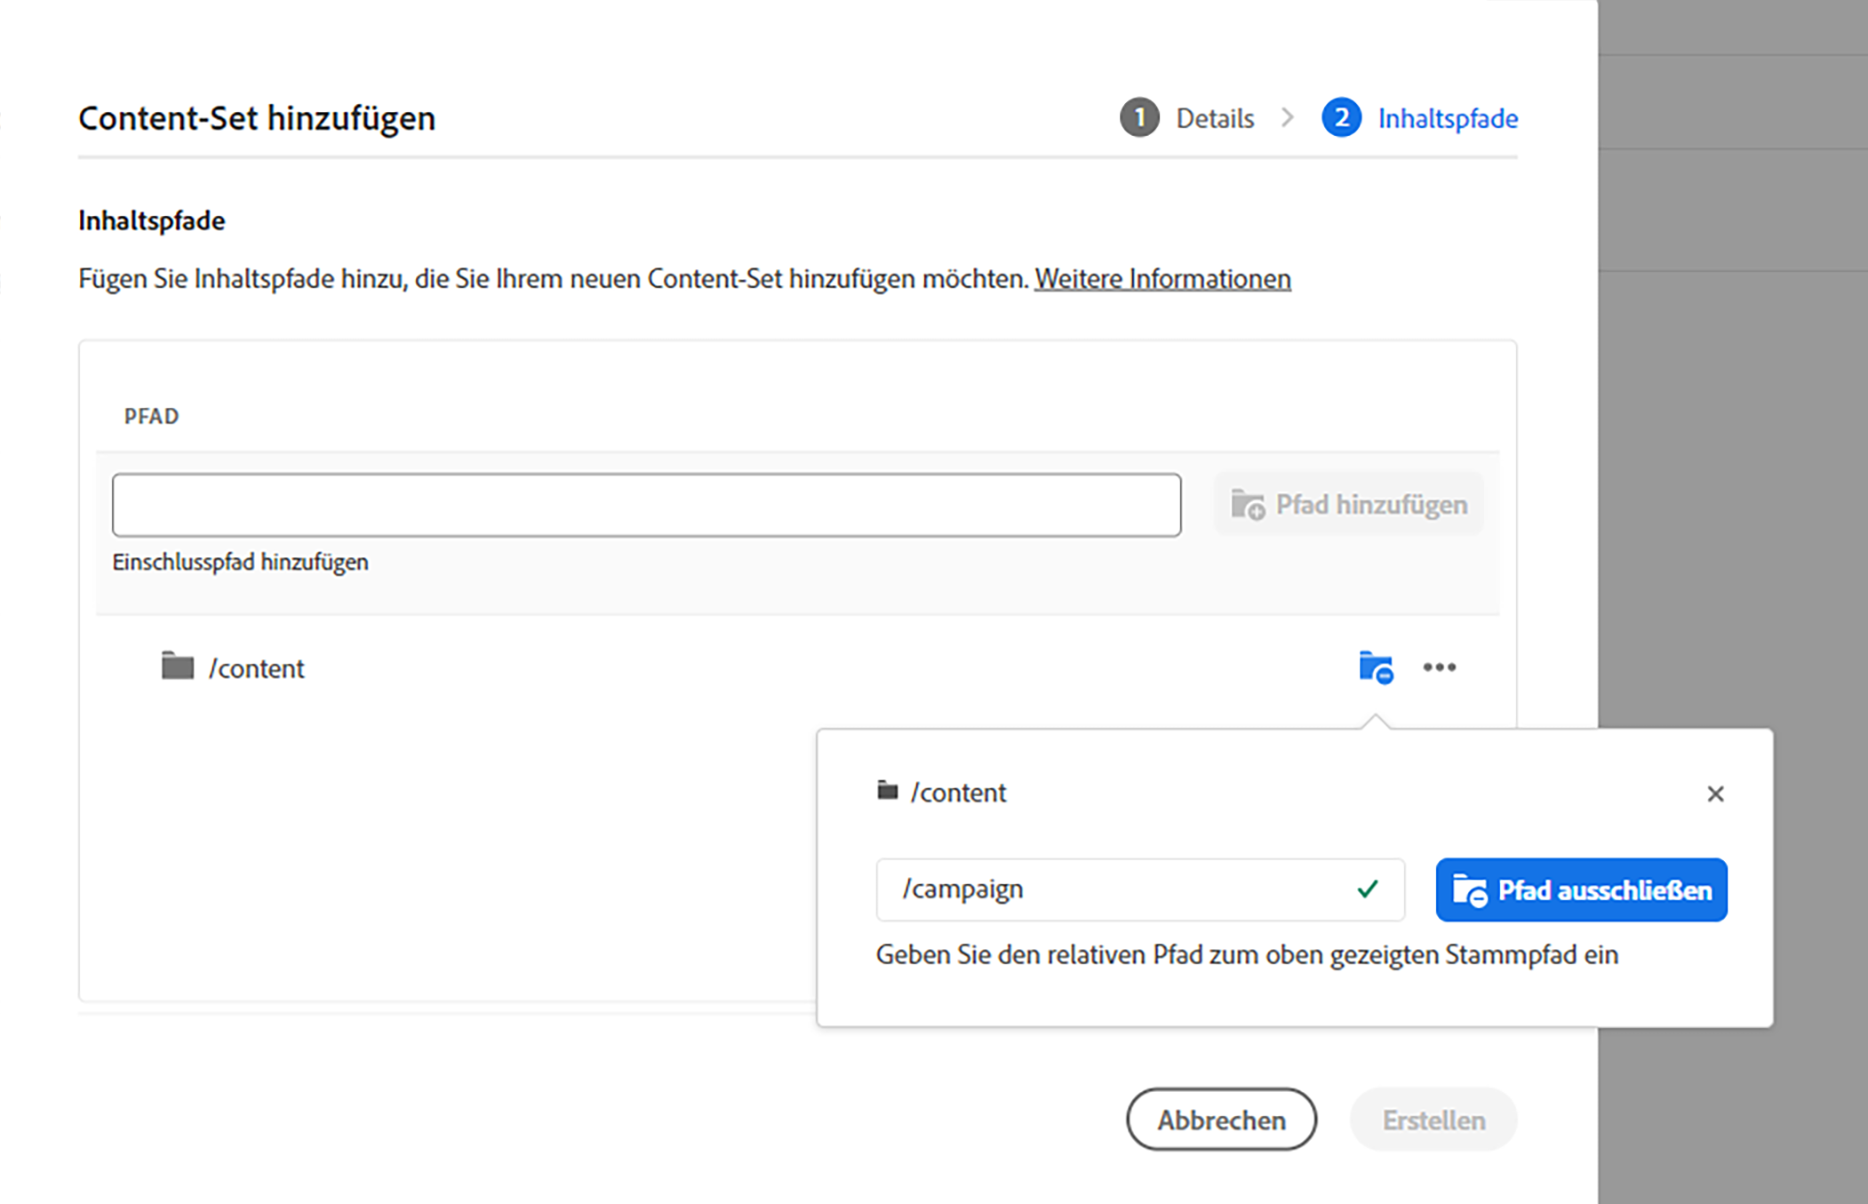 Content-Set hinzufügen
1 Details 2 Inhaltspfade
Inhaltspfade
Fügen Sie Inhaltspfade hinzu, die Sie Ihrem neuen Content-Set hinzufügen möchten. Weitere Informationen
PFAD
Pfad hinzufügen
Einschlusspfad hinzufügen
/content
/content
/campaign
Pfad ausschließen
Geben Sie den relativen Pfad zum oben gezeigten Stammpfad ein
Abbrechen
Erstellen